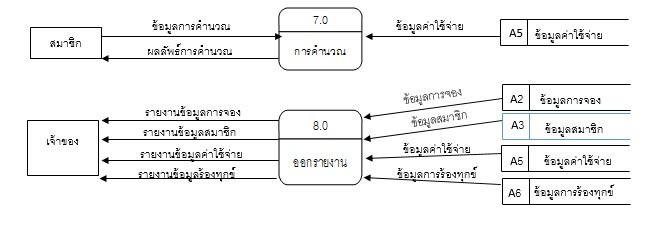 สมาชิก
ข้อมูลการคำนวณ
ผลลัพธ์การคำนวณ
7.0
การคำนวณ
ข้อมูลค่าใช้จ่าย
A5 ข้อมูลค่าใช้จ่าย
เจ้าของ
รายงานข้อมูลการจอง
รายงานข้อมูลสมาชิก
รายงานข้อมูลค่าใช้จ่าย
รายงานข้อมูลร้องทุกข์
8.0
ออกรายงาน
ข้อมูลการจอง
ข้อมูลสมาชิก
ข้อมูลค่าใช้จ่าย
ข้อมูลการร้องทุกข์
A2 ข้อมูลการจอง
A3 ข้อมูลสมาชิก
A5 ข้อมูลค่าใช้จ่าย
A6 ข้อมูลการร้องทุกข์